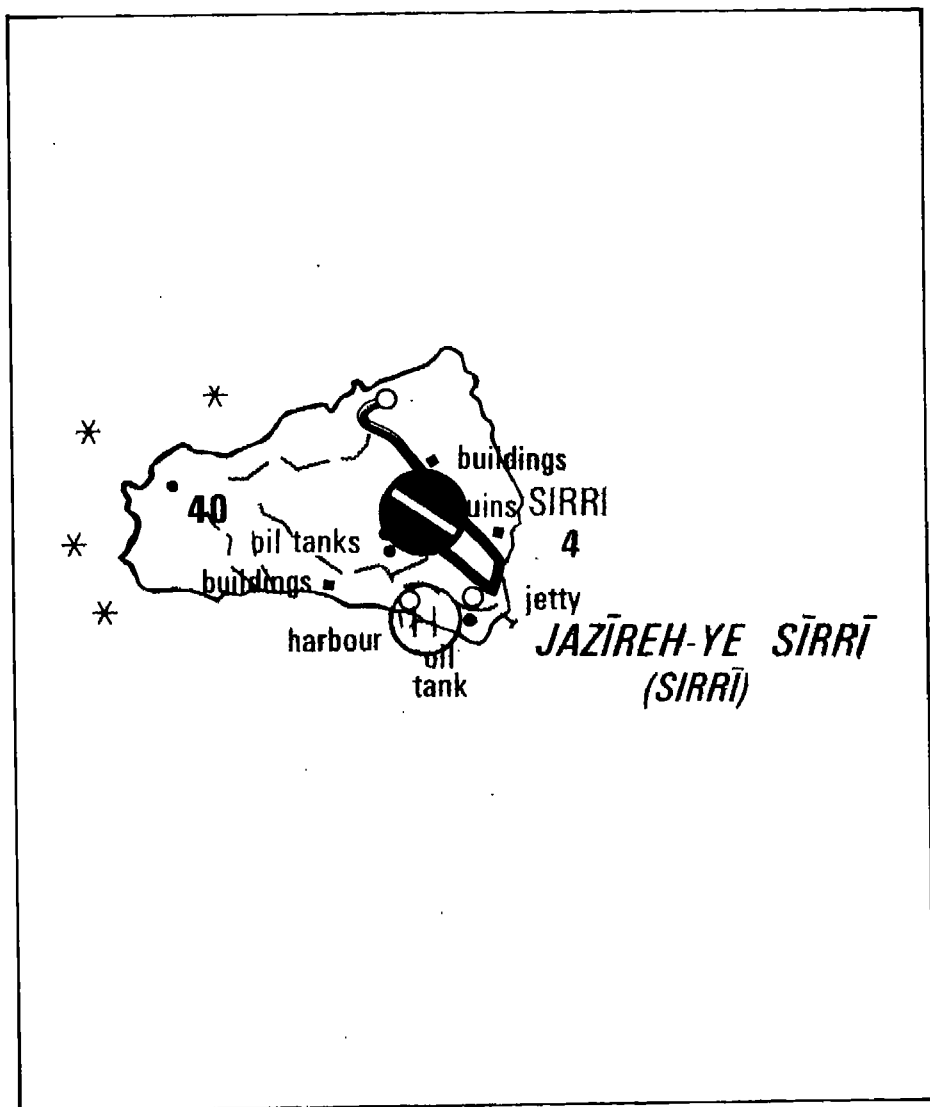 buildings
uins SIRRI
40
4
oil tanks
buildings
jetty
harbour
oil
tank
JAZĪREH-YE SĪRRĪ
(SIRRĪ)